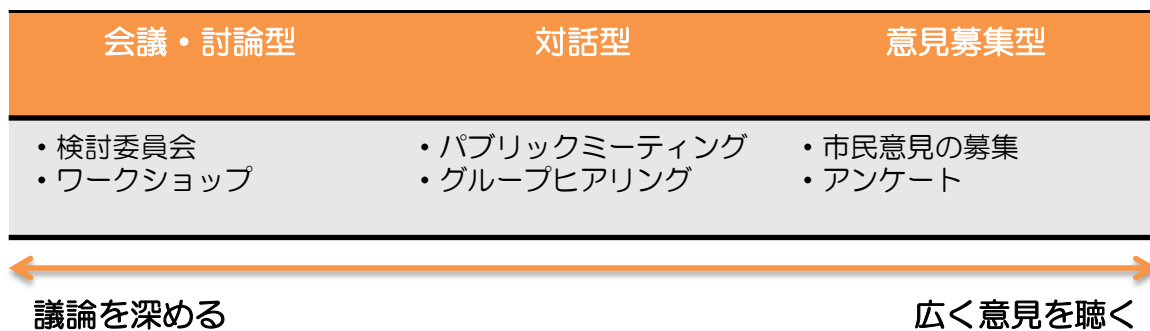 会議・討論型
対話型
意見募集型
・検討委員会
・ワークショップ
・パブリックミーティング
・グループヒアリング
・市民意見の募集
・アンケート
議論を深める
広く意見を聴く